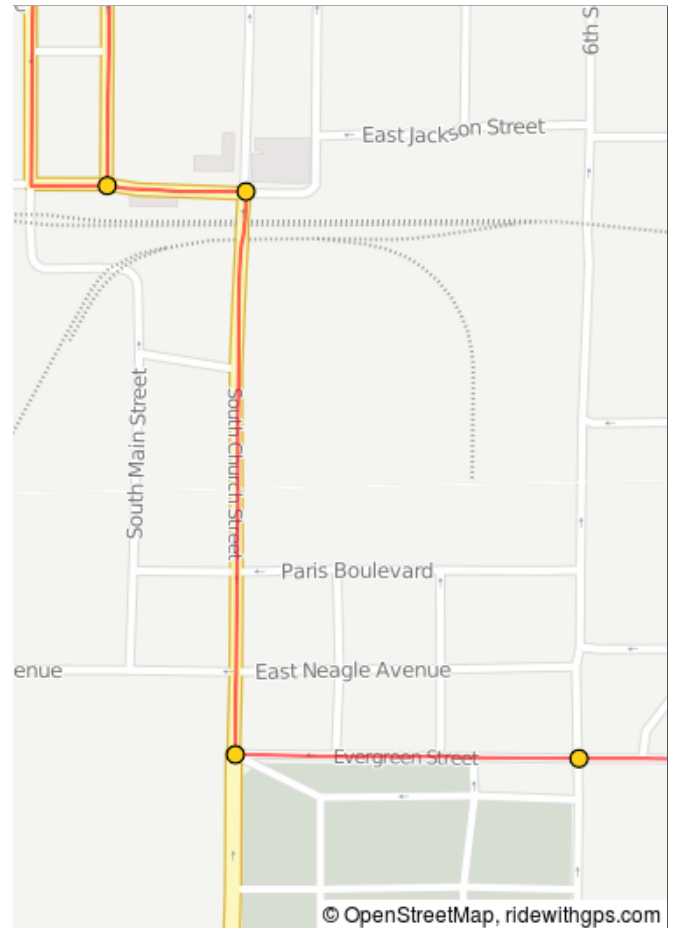 6th S
East Jackson Street
South Main Street
South Church Street
Paris Boulevard
enue
East Neagle Avenue
Evergreen Street
© OpenStreetMap, ridewithgps.com